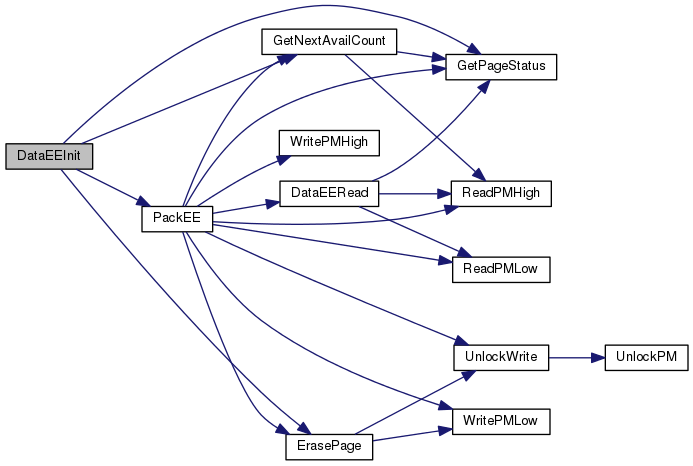 GetNextAvailCount
GetPageStatus
WritePMHigh
DataEEInit
DataEERead
ReadPMHigh
PackEE
ReadPMLow
UnlockWrite
UnlockPM
WritePMLow
ErasePage